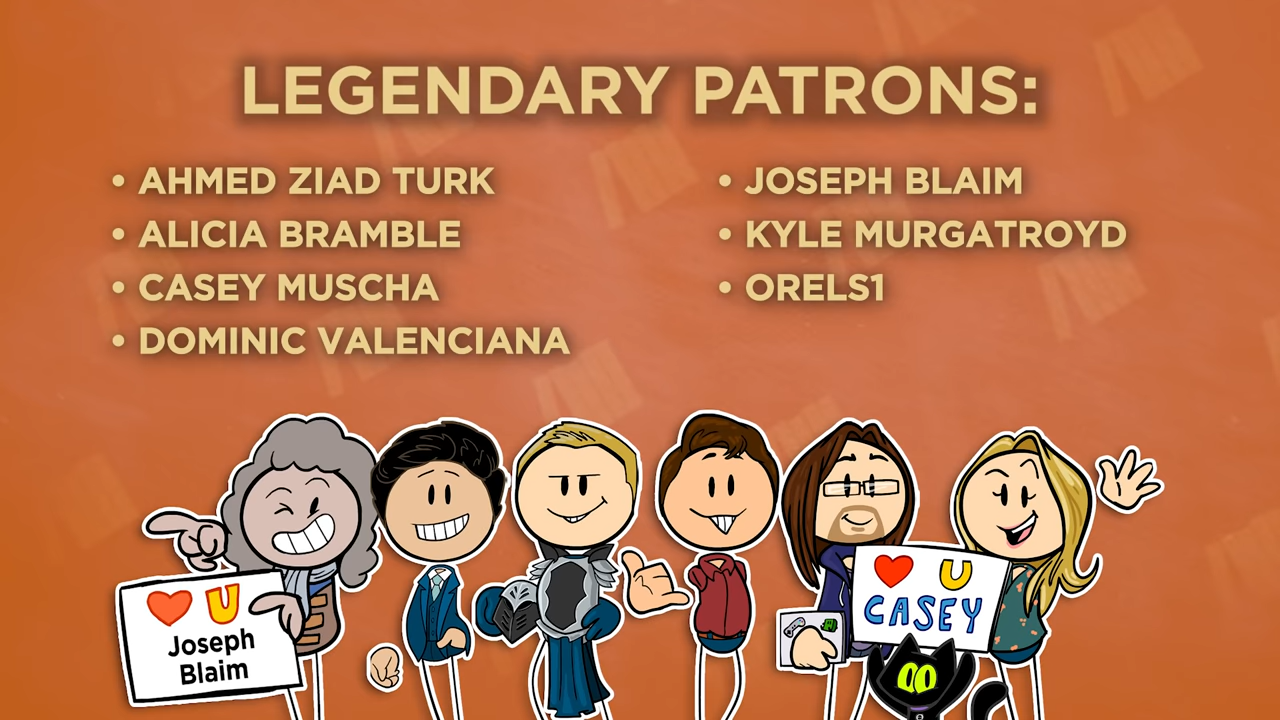 LEGENDARY PATRONS:
• AHMED ZIAD TURK
• ALICIA BRAMBLE
• CASEY MUSCHA
• DOMINIC VALENCIANA
• JOSEPH BLAIM
• KYLE MURGATROYD
• ORELS1
❤ U
Joseph
Blaim
❤ U
CASEY